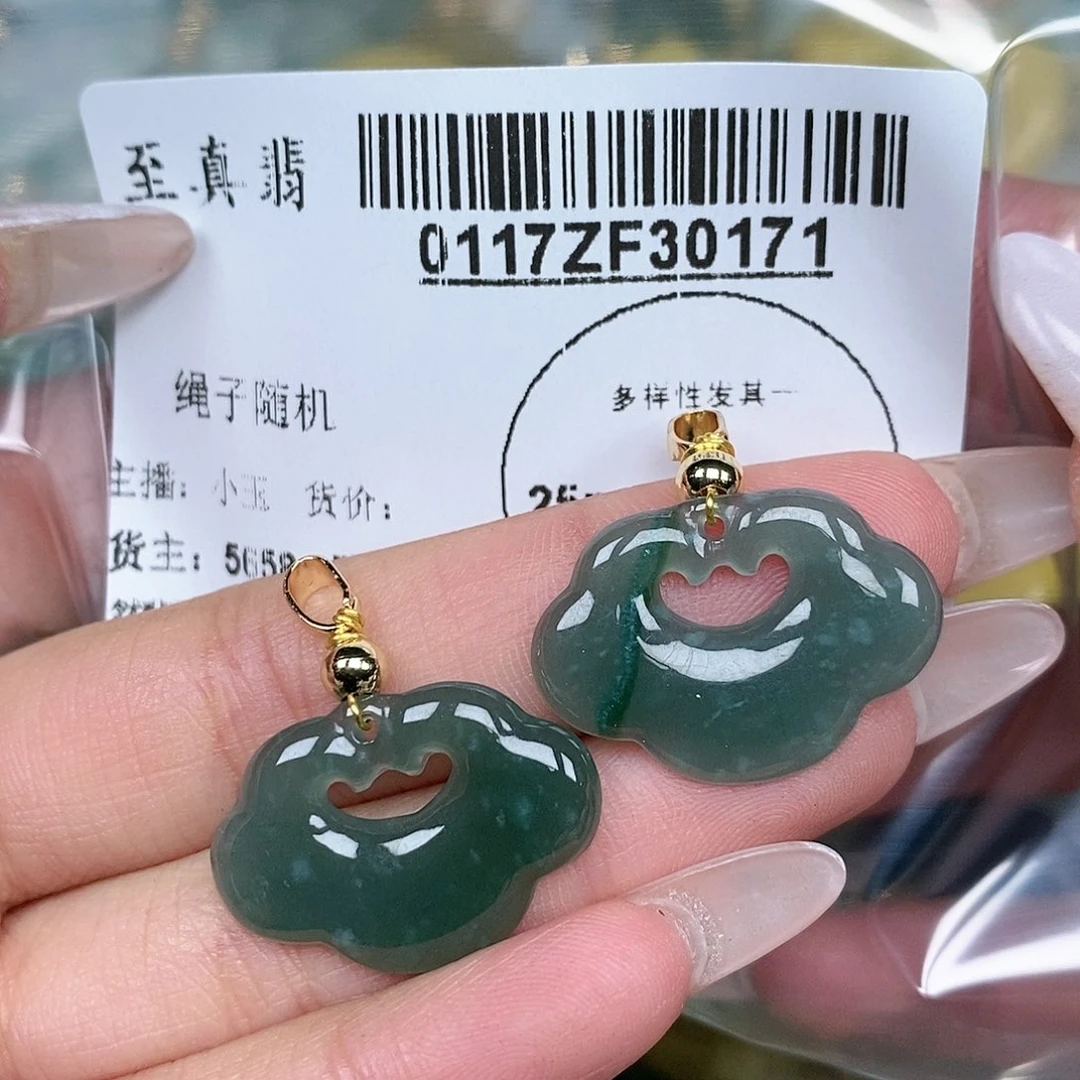 至真翡
0117ZF30171
绳子随机
多样性发其一
主播：小玉 货价：
货主：